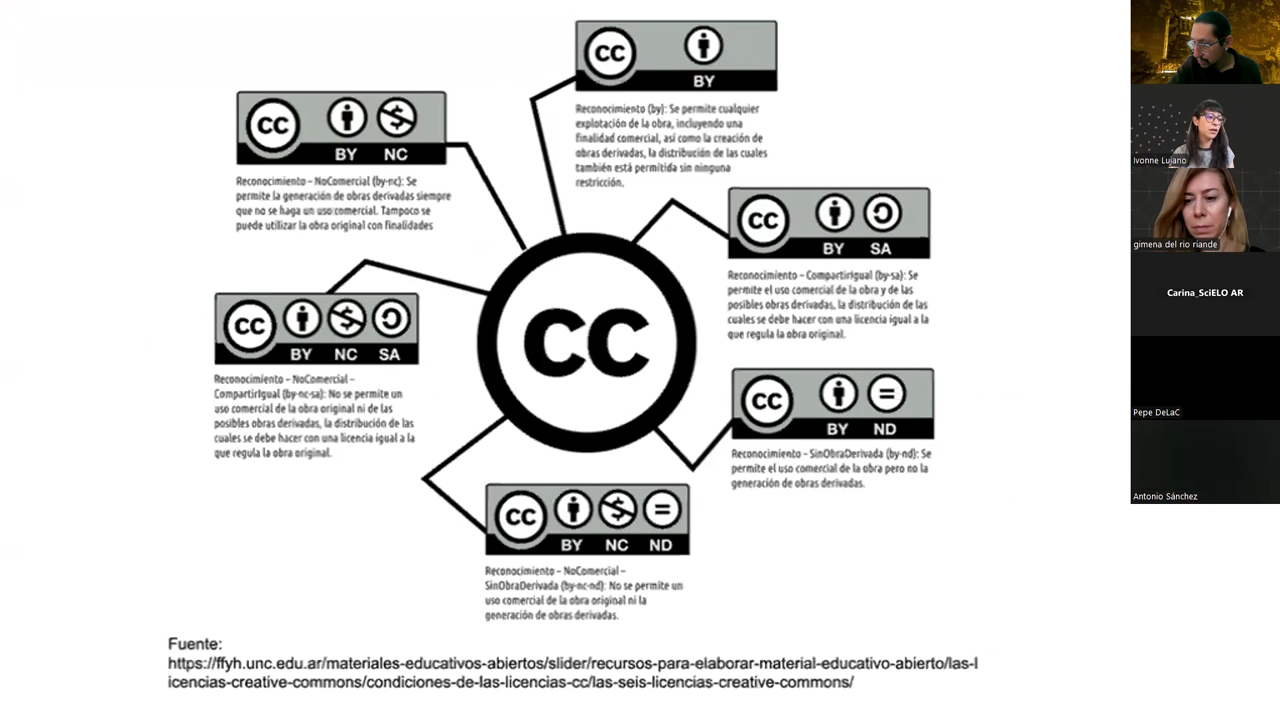 CC
BY
Reconocimiento (by): Se permite cualquier
explotación de la obra, incluyendo una
finalidad comercial, así como la creación de
obras derivadas, la distribución de las cuales
también está permitida sin ninguna
restricción.
CC
BY NC
Reconocimiento – NoComercial (by-nc): Se
permite la generación de obras derivadas siempre
que no se haga un uso comercial. Tampoco se
puede utilizar la obra original con finalidades
CC
BY SA
Reconocimiento – CompartirIgual (by-sa): Se
permite el uso comercial de la obra y de las
posibles obras derivadas, la distribución de las
cuales se debe hacer con una licencia igual a la
que regula la obra original.
CC
BY NC SA
Reconocimiento – NoComercial –
CompartirIgual (by-nc-sa): No se permite un
uso comercial de la obra original ni de las
posibles obras derivadas, la distribución de las
cuales se debe hacer con una licencia igual a la
que regula la obra original.
CC
CC
BY ND
Reconocimiento – SinObraDerivada (by-nd): Se
permite el uso comercial de la obra pero no la
generación de obras derivadas.
CC
BY NC ND
Reconocimiento – NoComercial –
SinObraDerivada (by-nc-nd): No se permite un
uso comercial de la obra original ni la
generación de obras derivadas.
Fuente:
https://ffyh.unc.edu.ar/materiales-educativos-abiertos/slider/recursos-para-elaborar-material-educativo-abierto/las-l
icencias-creative-commons/condiciones-de-las-licencias-cc/las-seis-licencias-creative-commons/
Ivonne Lujano
gimena del rio riande
Carina_SciELO AR
Pepe DeLaC
Antonio Sánchez